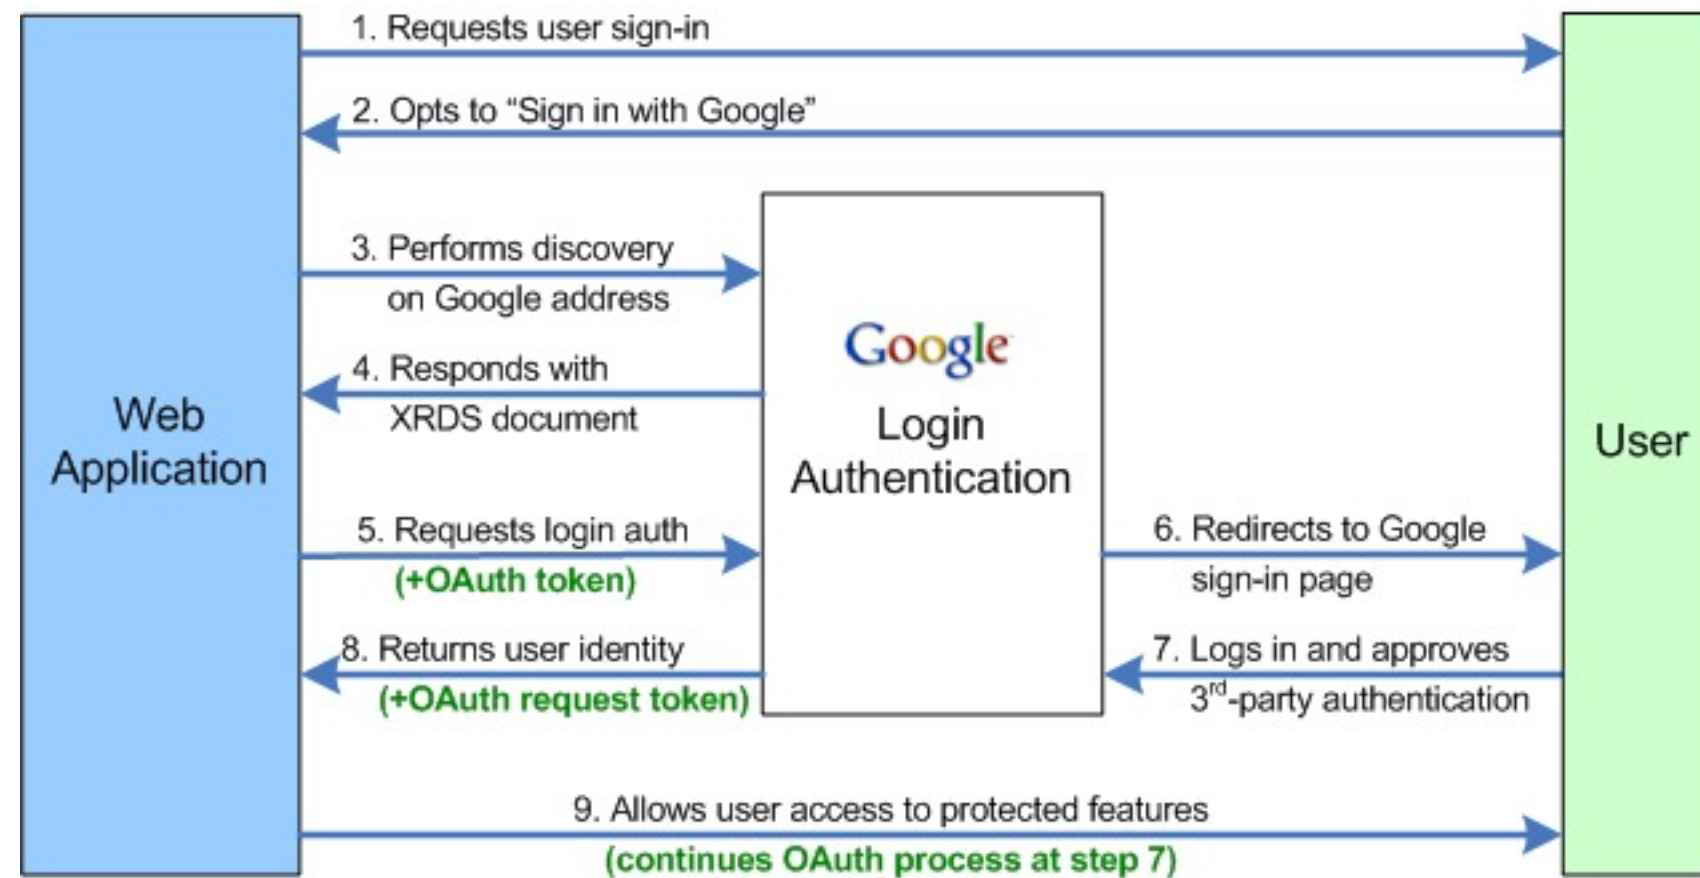 1. Requests user sign-in
2. Opts to “Sign in with Google”
3. Performs discovery
on Google address
4. Responds with
XRDS document
Google
Login
Authentication
Web
Application
User
5. Requests login auth
(+OAuth token)
6. Redirects to Google
sign-in page
8. Returns user identity
(+OAuth request token)
7. Logs in and approves
3rd-party authentication
9. Allows user access to protected features
(continues OAuth process at step 7)